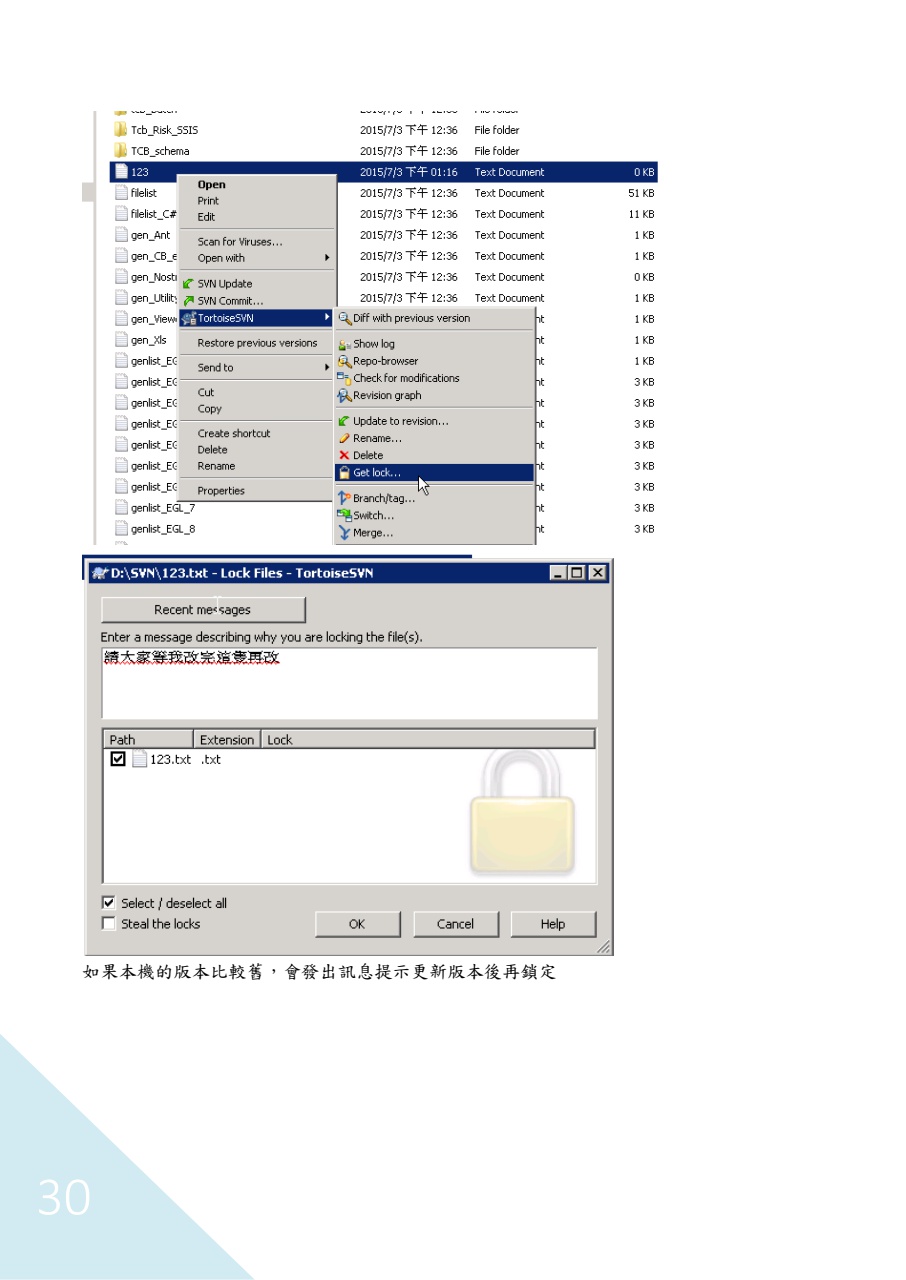 Tcb_Risk_SSIS 2015/7/3 下午 12:36 File folder
TCB_schema 2015/7/3 下午 12:36 File folder
123 2015/7/3 下午 01:16 Text Document 0 KB
filelist 2015/7/3 下午 12:36 Text Document 51 KB
filelist_C# 2015/7/3 下午 12:36 Text Document 11 KB
gen_Ant 2015/7/3 下午 12:36 Text Document 1 KB
gen_CB_e 2015/7/3 下午 12:36 Text Document 1 KB
gen_Nost 2015/7/3 下午 12:36 Text Document 0 KB
gen_Utility 2015/7/3 下午 12:36 Text Document 1 KB
gen_View 1 KB
gen_Xls 1 KB
genlist_EG 1 KB
genlist_EG 3 KB
genlist_EG 3 KB
genlist_EG 3 KB
genlist_EG 3 KB
genlist_EG 3 KB
genlist_EG 3 KB
genlist_EGL_7 3 KB
genlist_EGL_8 3 KB
Open
Print
Edit
Scan for Viruses...
Open with
SVN Update
SVN Commit...
TortoiseSVN
Restore previous versions
Send to
Cut
Copy
Create shortcut
Delete
Rename
Properties
Diff with previous version
Show log
Repo-browser
Check for modifications
Revision graph
Update to revision...
Rename...
Delete
Get lock...
Branch/tag...
Switch...
Merge...
D:\SVN\123.txt - Lock Files - TortoiseSVN
Recent messages
Enter a message describing why you are locking the file(s).
請大家等我改完這隻再改
Path Extension Lock
123.txt .txt
Select / deselect all
Steal the locks
OK Cancel Help
如果本機的版本比較舊，會發出訊息提示更新版本後再鎖定
30